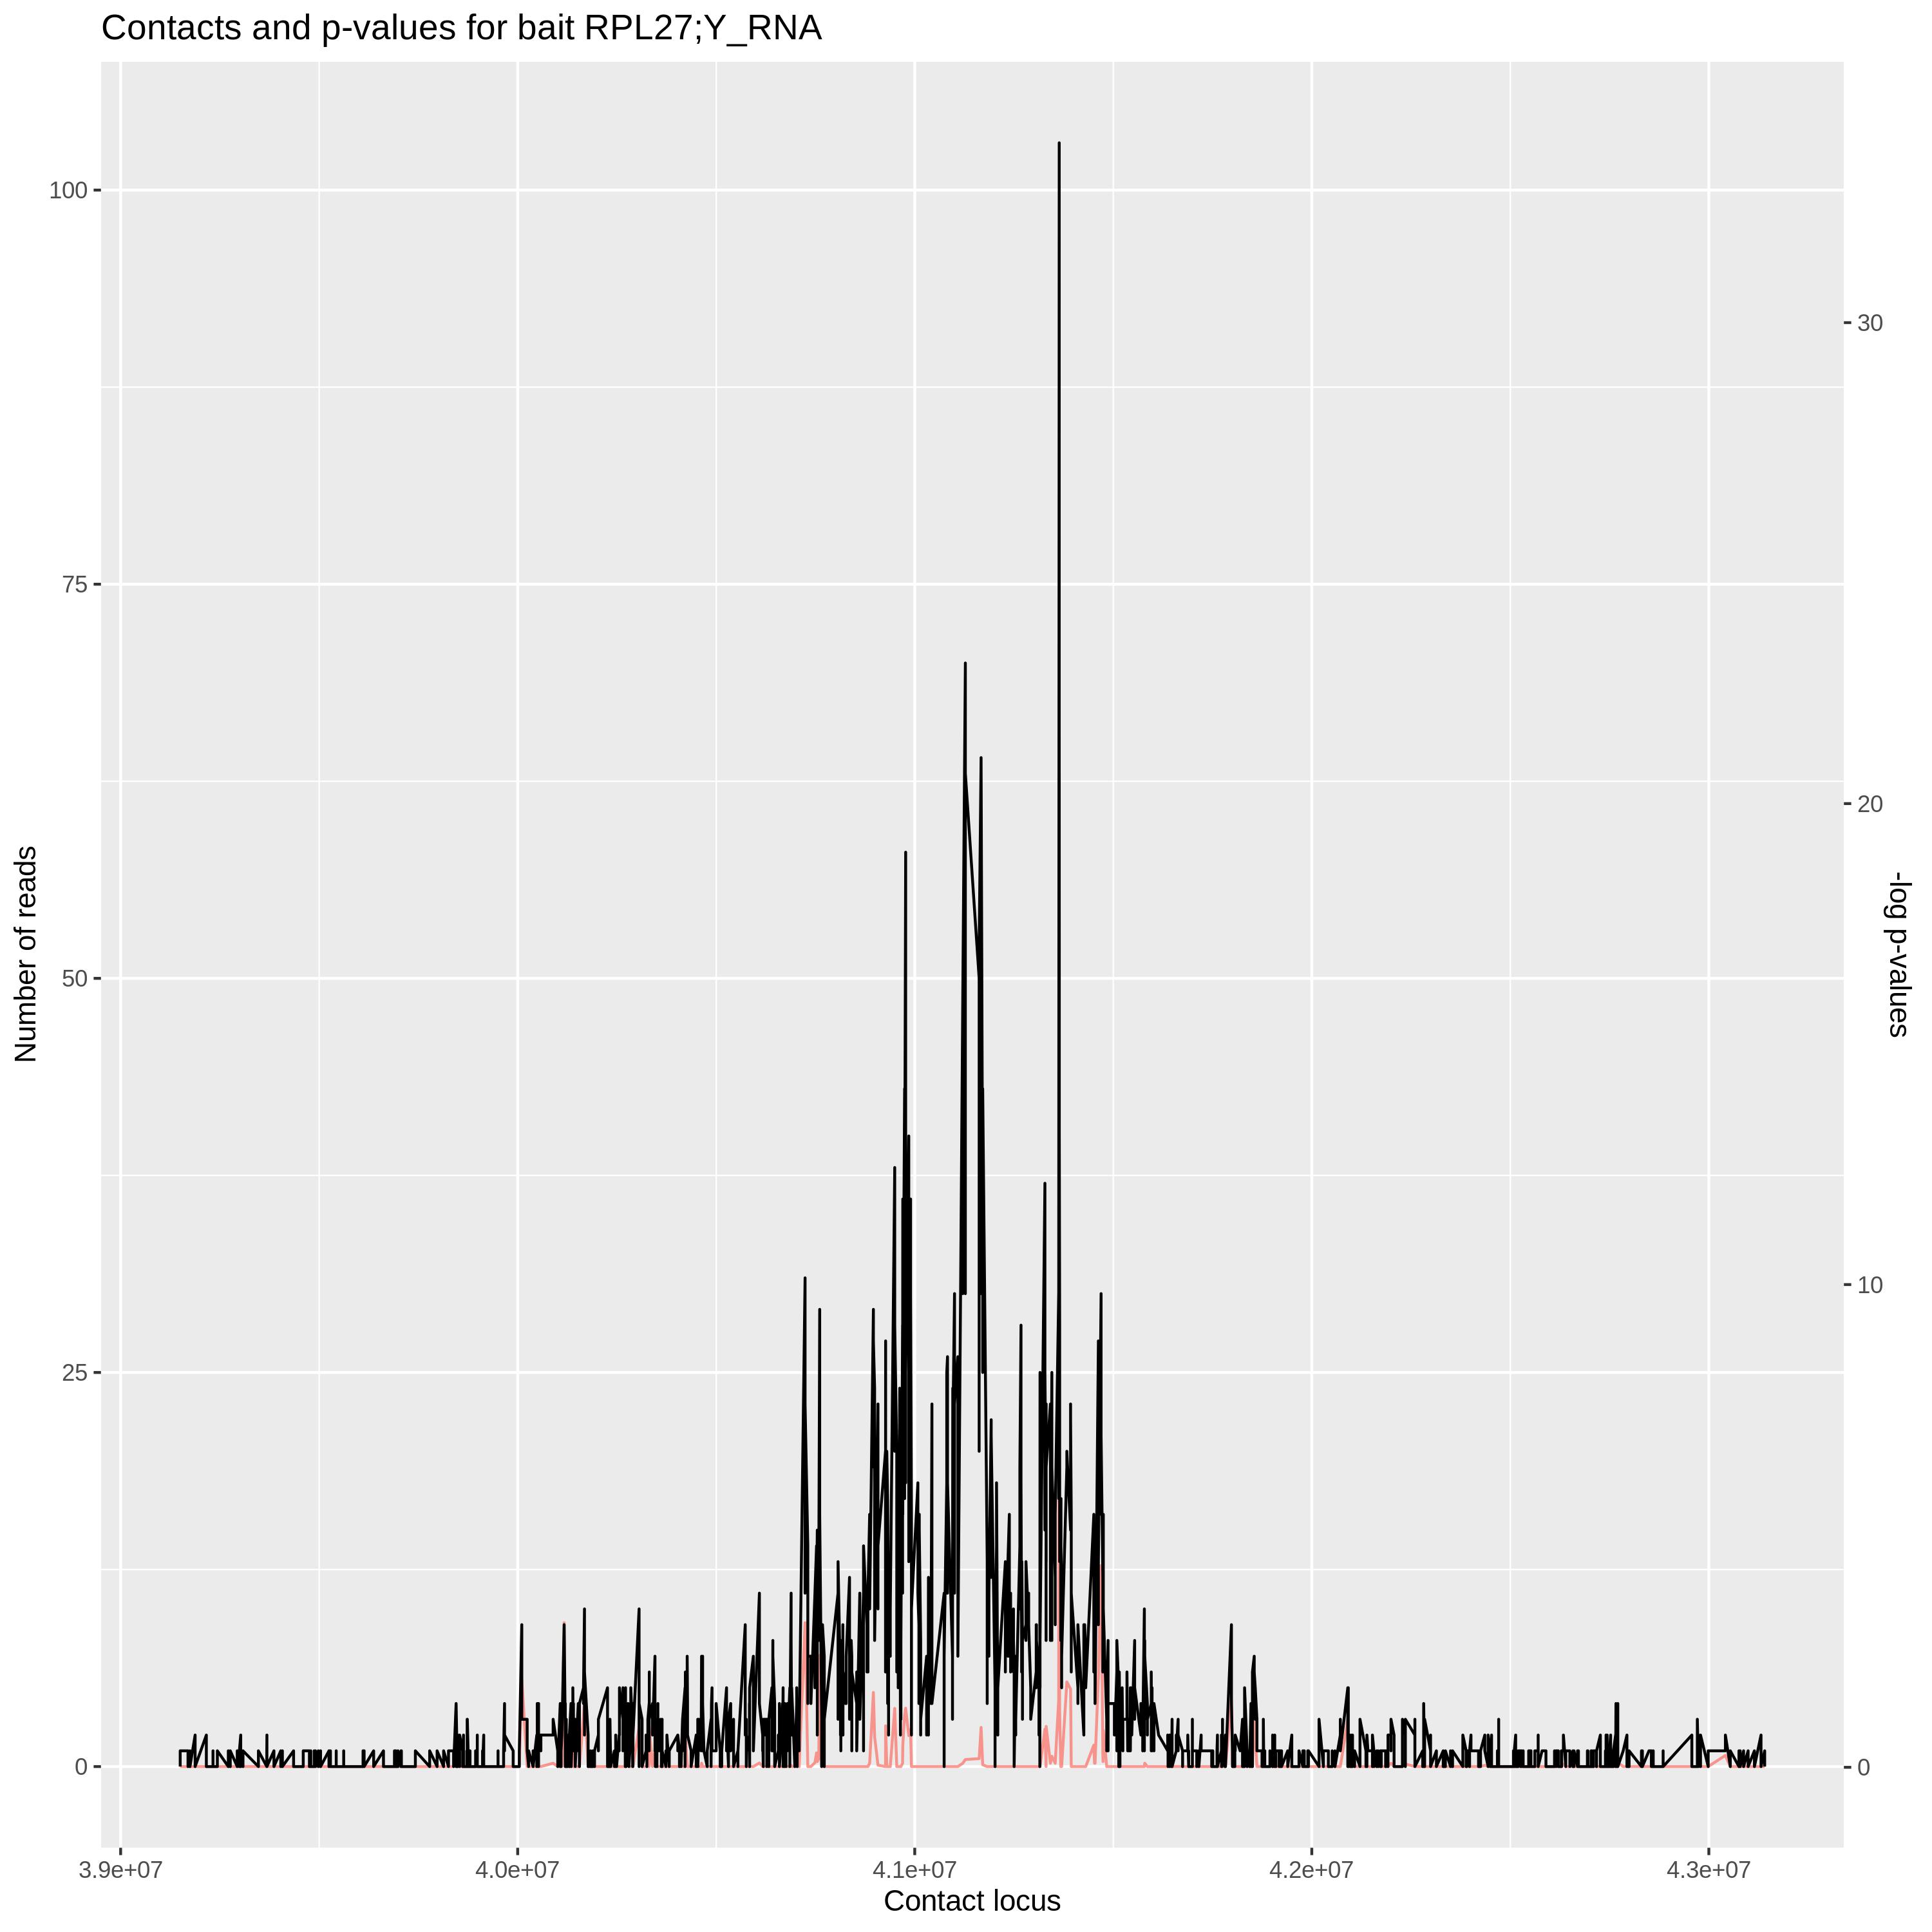 Contacts and p-values for bait RPL27;Y_RNA
100
75
50
25
0
Number of reads
30
20
10
0
-log p-values
3.9e+07
4.0e+07
4.1e+07
4.2e+07
4.3e+07
Contact locus